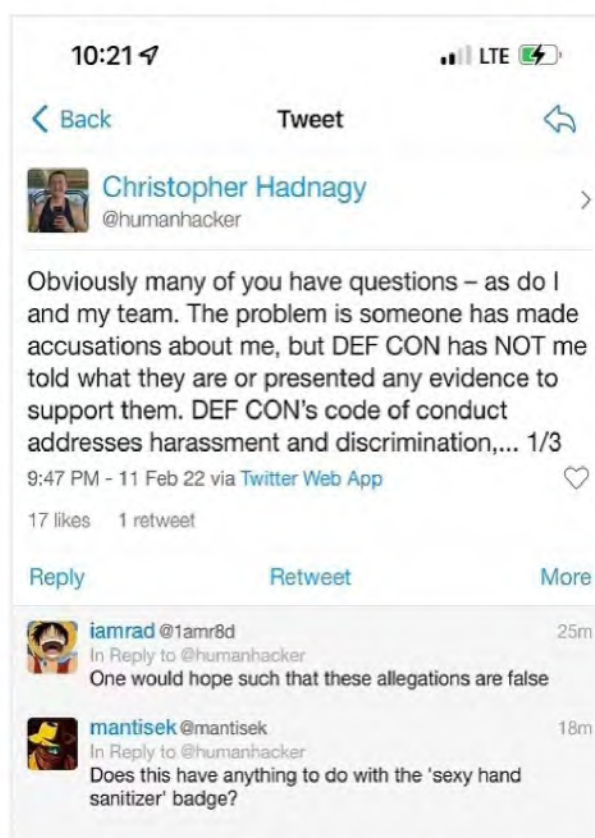 10:21
LTE
Back
Tweet
Christopher Hadnagy
@humanhacker
Obviously many of you have questions – as do I
and my team. The problem is someone has made
accusations about me, but DEF CON has NOT me
told what they are or presented any evidence to
support them. DEF CON's code of conduct
addresses harassment and discrimination,... 1/3
9:47 PM - 11 Feb 22 via Twitter Web App
17 likes 1 retweet
Reply Retweet More
iamrad @1amr8d 25m
In Reply to @humanhacker
One would hope such that these allegations are false
mantisek @mantisek 18m
In Reply to @humanhacker
Does this have anything to do with the 'sexy hand
sanitizer' badge?